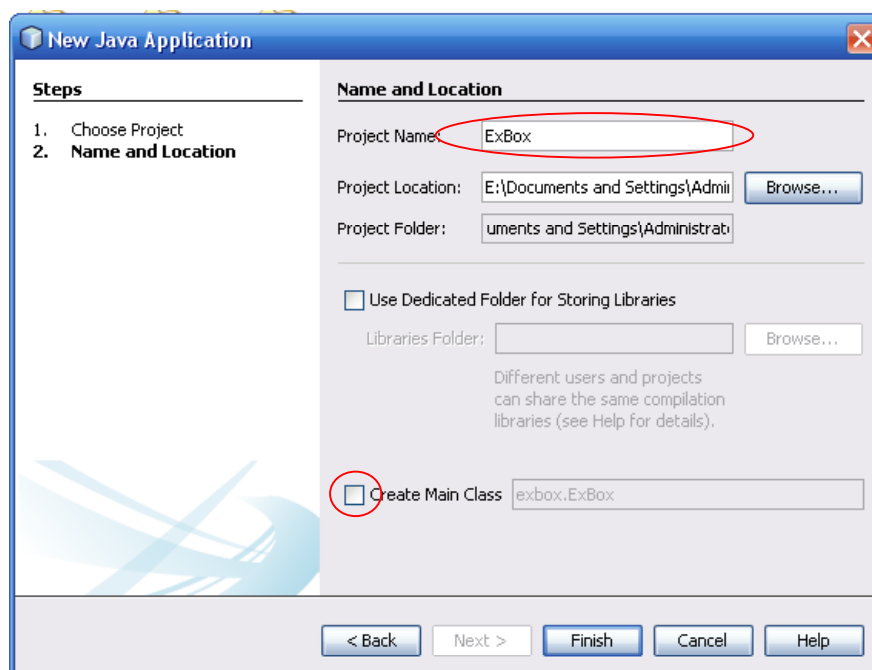 New Java Application
Steps
1. Choose Project
2. Name and Location
Name and Location
Project Name: ExBox
Project Location: E:\Documents and Settings\Admi Browse...
Project Folder: uments and Settings\Administrat
Use Dedicated Folder for Storing Libraries
Libraries Folder: Browse...
Different users and projects
can share the same compilation
libraries (see Help for details).
Create Main Class exbox.ExBox
< Back Next > Finish Cancel Help